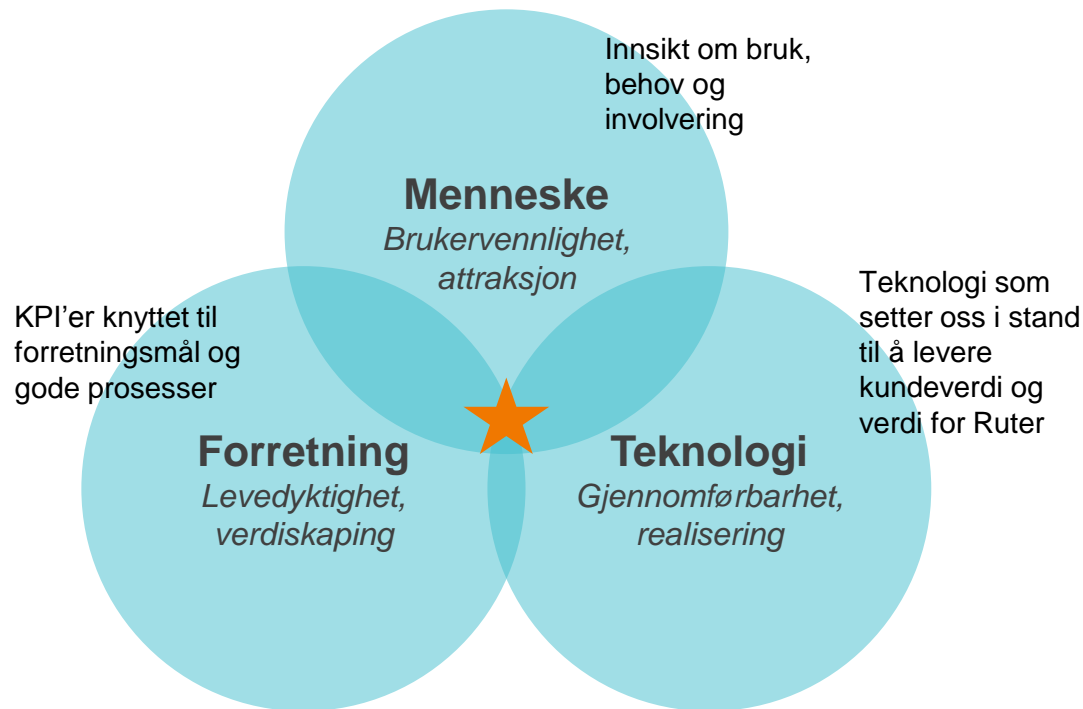 Innsikt om bruk,
behov og
involvering
Menneske
Brukervennlighet,
attraksjon
KPI’er knyttet til
forretningsmål og
gode prosesser
Teknologi som
setter oss i stand
til å levere
kundeverdi og
verdi for Ruter
Forretning
Levedyktighet,
verdiskaping
Teknologi
Gjennomførbarhet,
realisering